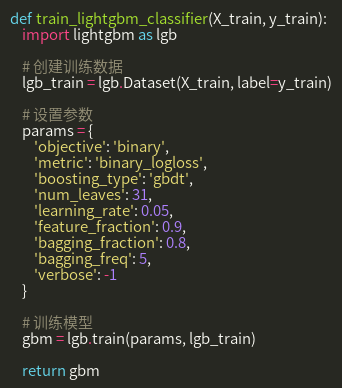 def train_lightgbm_classifier(X_train, y_train):
import lightgbm as lgb
# 创建训练数据
lgb_train = lgb.Dataset(X_train, label=y_train)
# 设置参数
params = {
'objective': 'binary',
'metric': 'binary_logloss',
'boosting_type': 'gbdt',
'num_leaves': 31,
'learning_rate': 0.05,
'feature_fraction': 0.9,
'bagging_fraction': 0.8,
'bagging_freq': 5,
'verbose': -1
}
# 训练模型
gbm = lgb.train(params, lgb_train)
return gbm